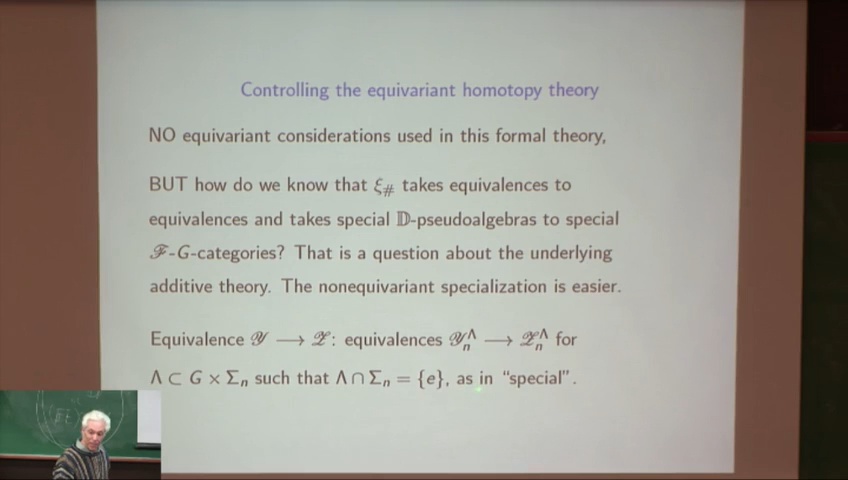 Controlling the equivariant homotopy theory
NO equivariant considerations used in this formal theory,
BUT how do we know that ξ# takes equivalences to
equivalences and takes special 𝔻-pseudoalgebras to special
ℱ-G-categories? That is a question about the underlying
additive theory. The nonequivariant specialization is easier.
Equivalence 𝒴 ⟶ 𝒵: equivalences 𝒴ₙ^Λ ⟶ 𝒵ₙ^Λ for
Λ ⊂ G × Σₙ such that Λ ∩ Σₙ = {e}, as in “special”.